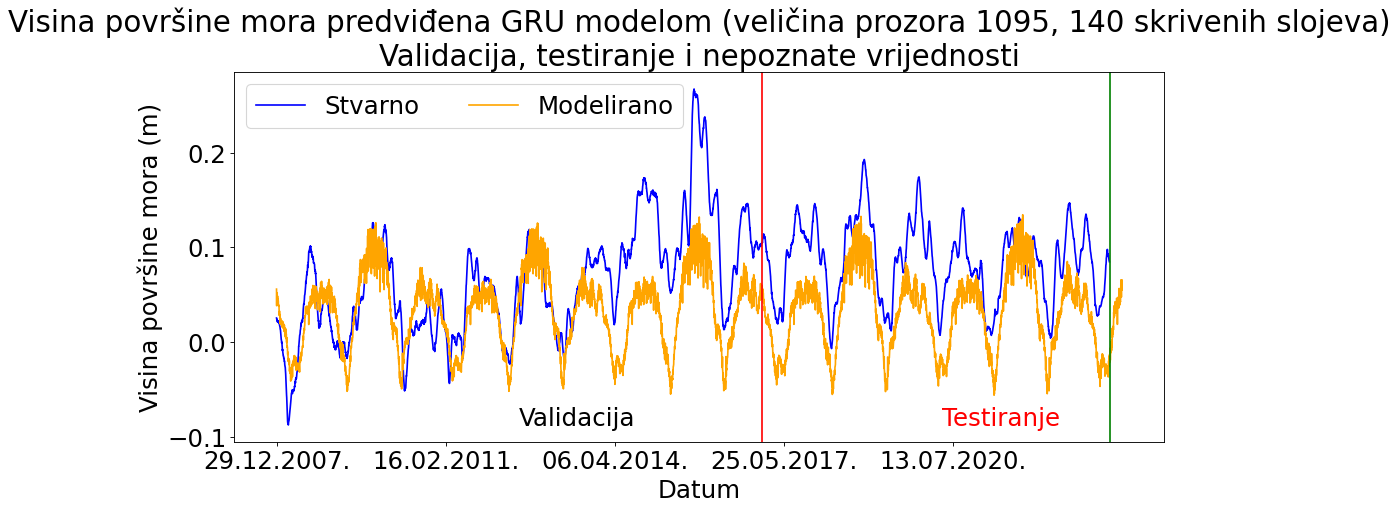 Visina površine mora predviđena GRU modelom (veličina prozora 1095, 140 skrivenih slojeva)
Validacija, testiranje i nepoznate vrijednosti
Stvarno
Modelirano
Visina površine mora (m)
0.2
0.1
0.0
−0.1
Validacija
Testiranje
29.12.2007.
16.02.2011.
06.04.2014.
25.05.2017.
13.07.2020.
Datum